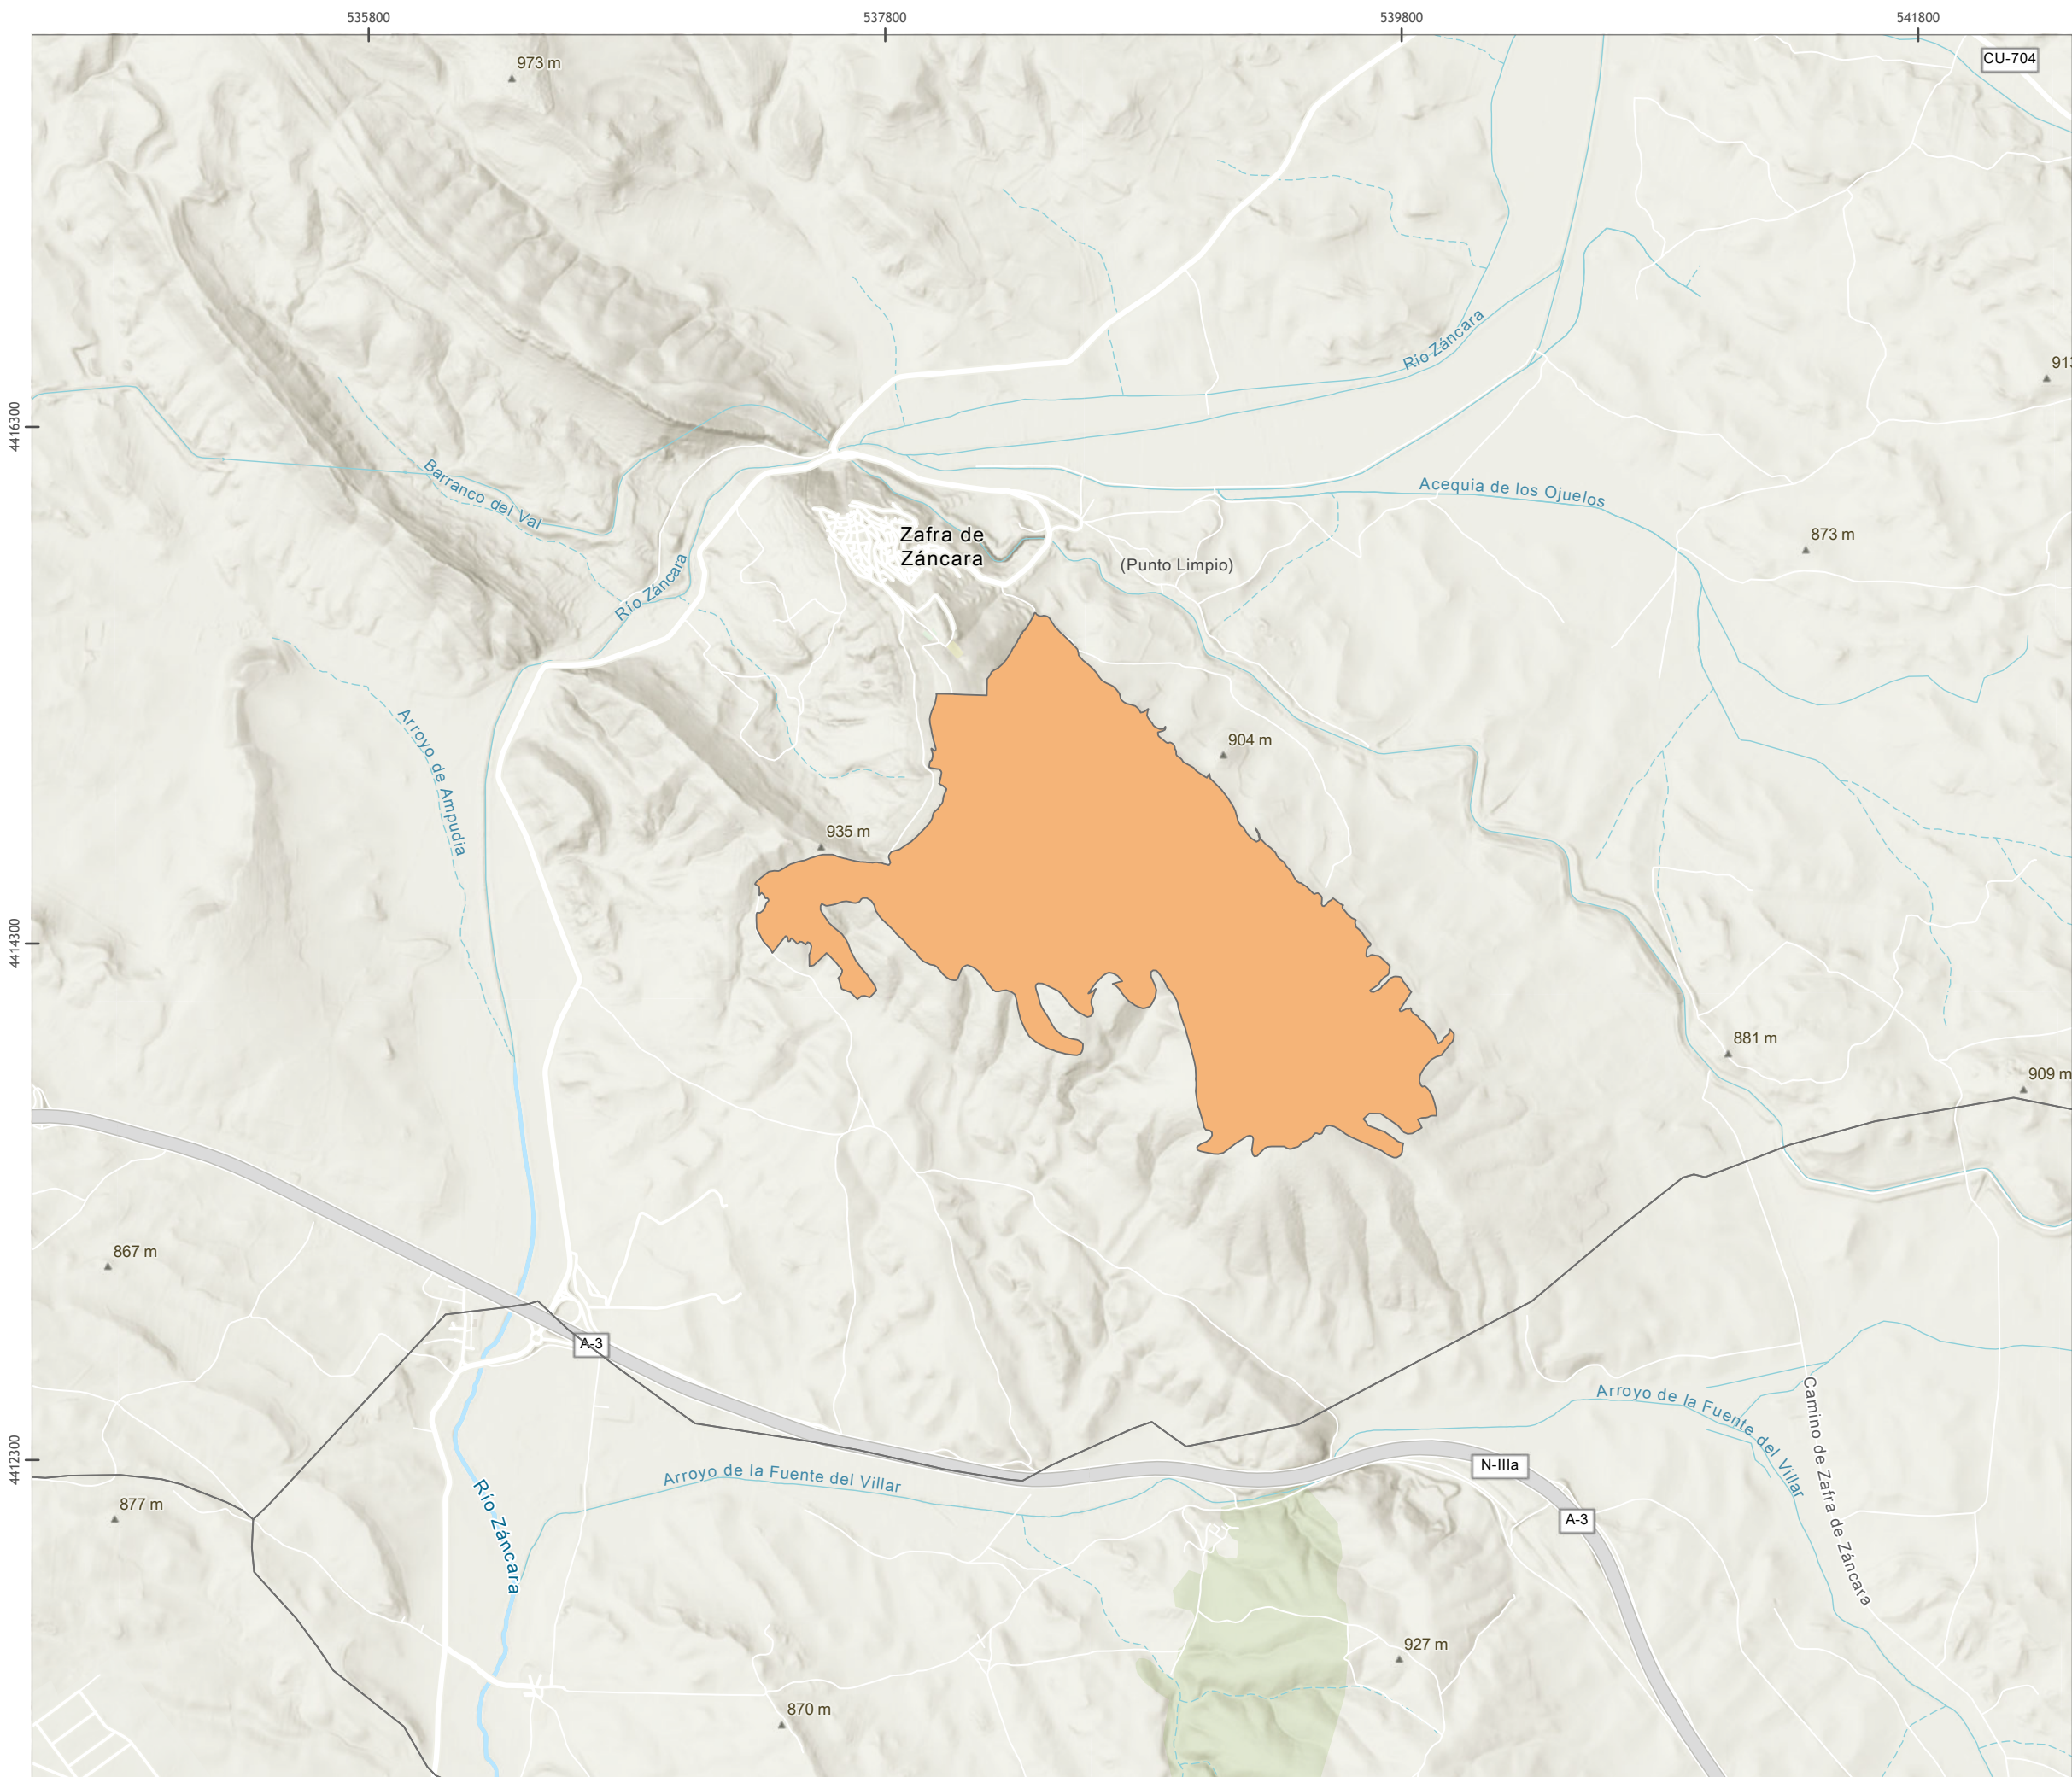 535800
537800
539800
541800
CU-704
973 m
Río Záncara
913
4416300
Barranco del Val
Acequia de los Ojuelos
Zafra de
Záncara
873 m
(Punto Limpio)
Río Záncara
Arroyo de Ampudia
904 m
935 m
4414300
881 m
909 m
867 m
A-3
Arroyo de la Fuente del Villar
Camino de Zafra de Záncara
4412300
N-IIIa
Arroyo de la Fuente del Villar
877 m
Río Záncara
A-3
927 m
870 m